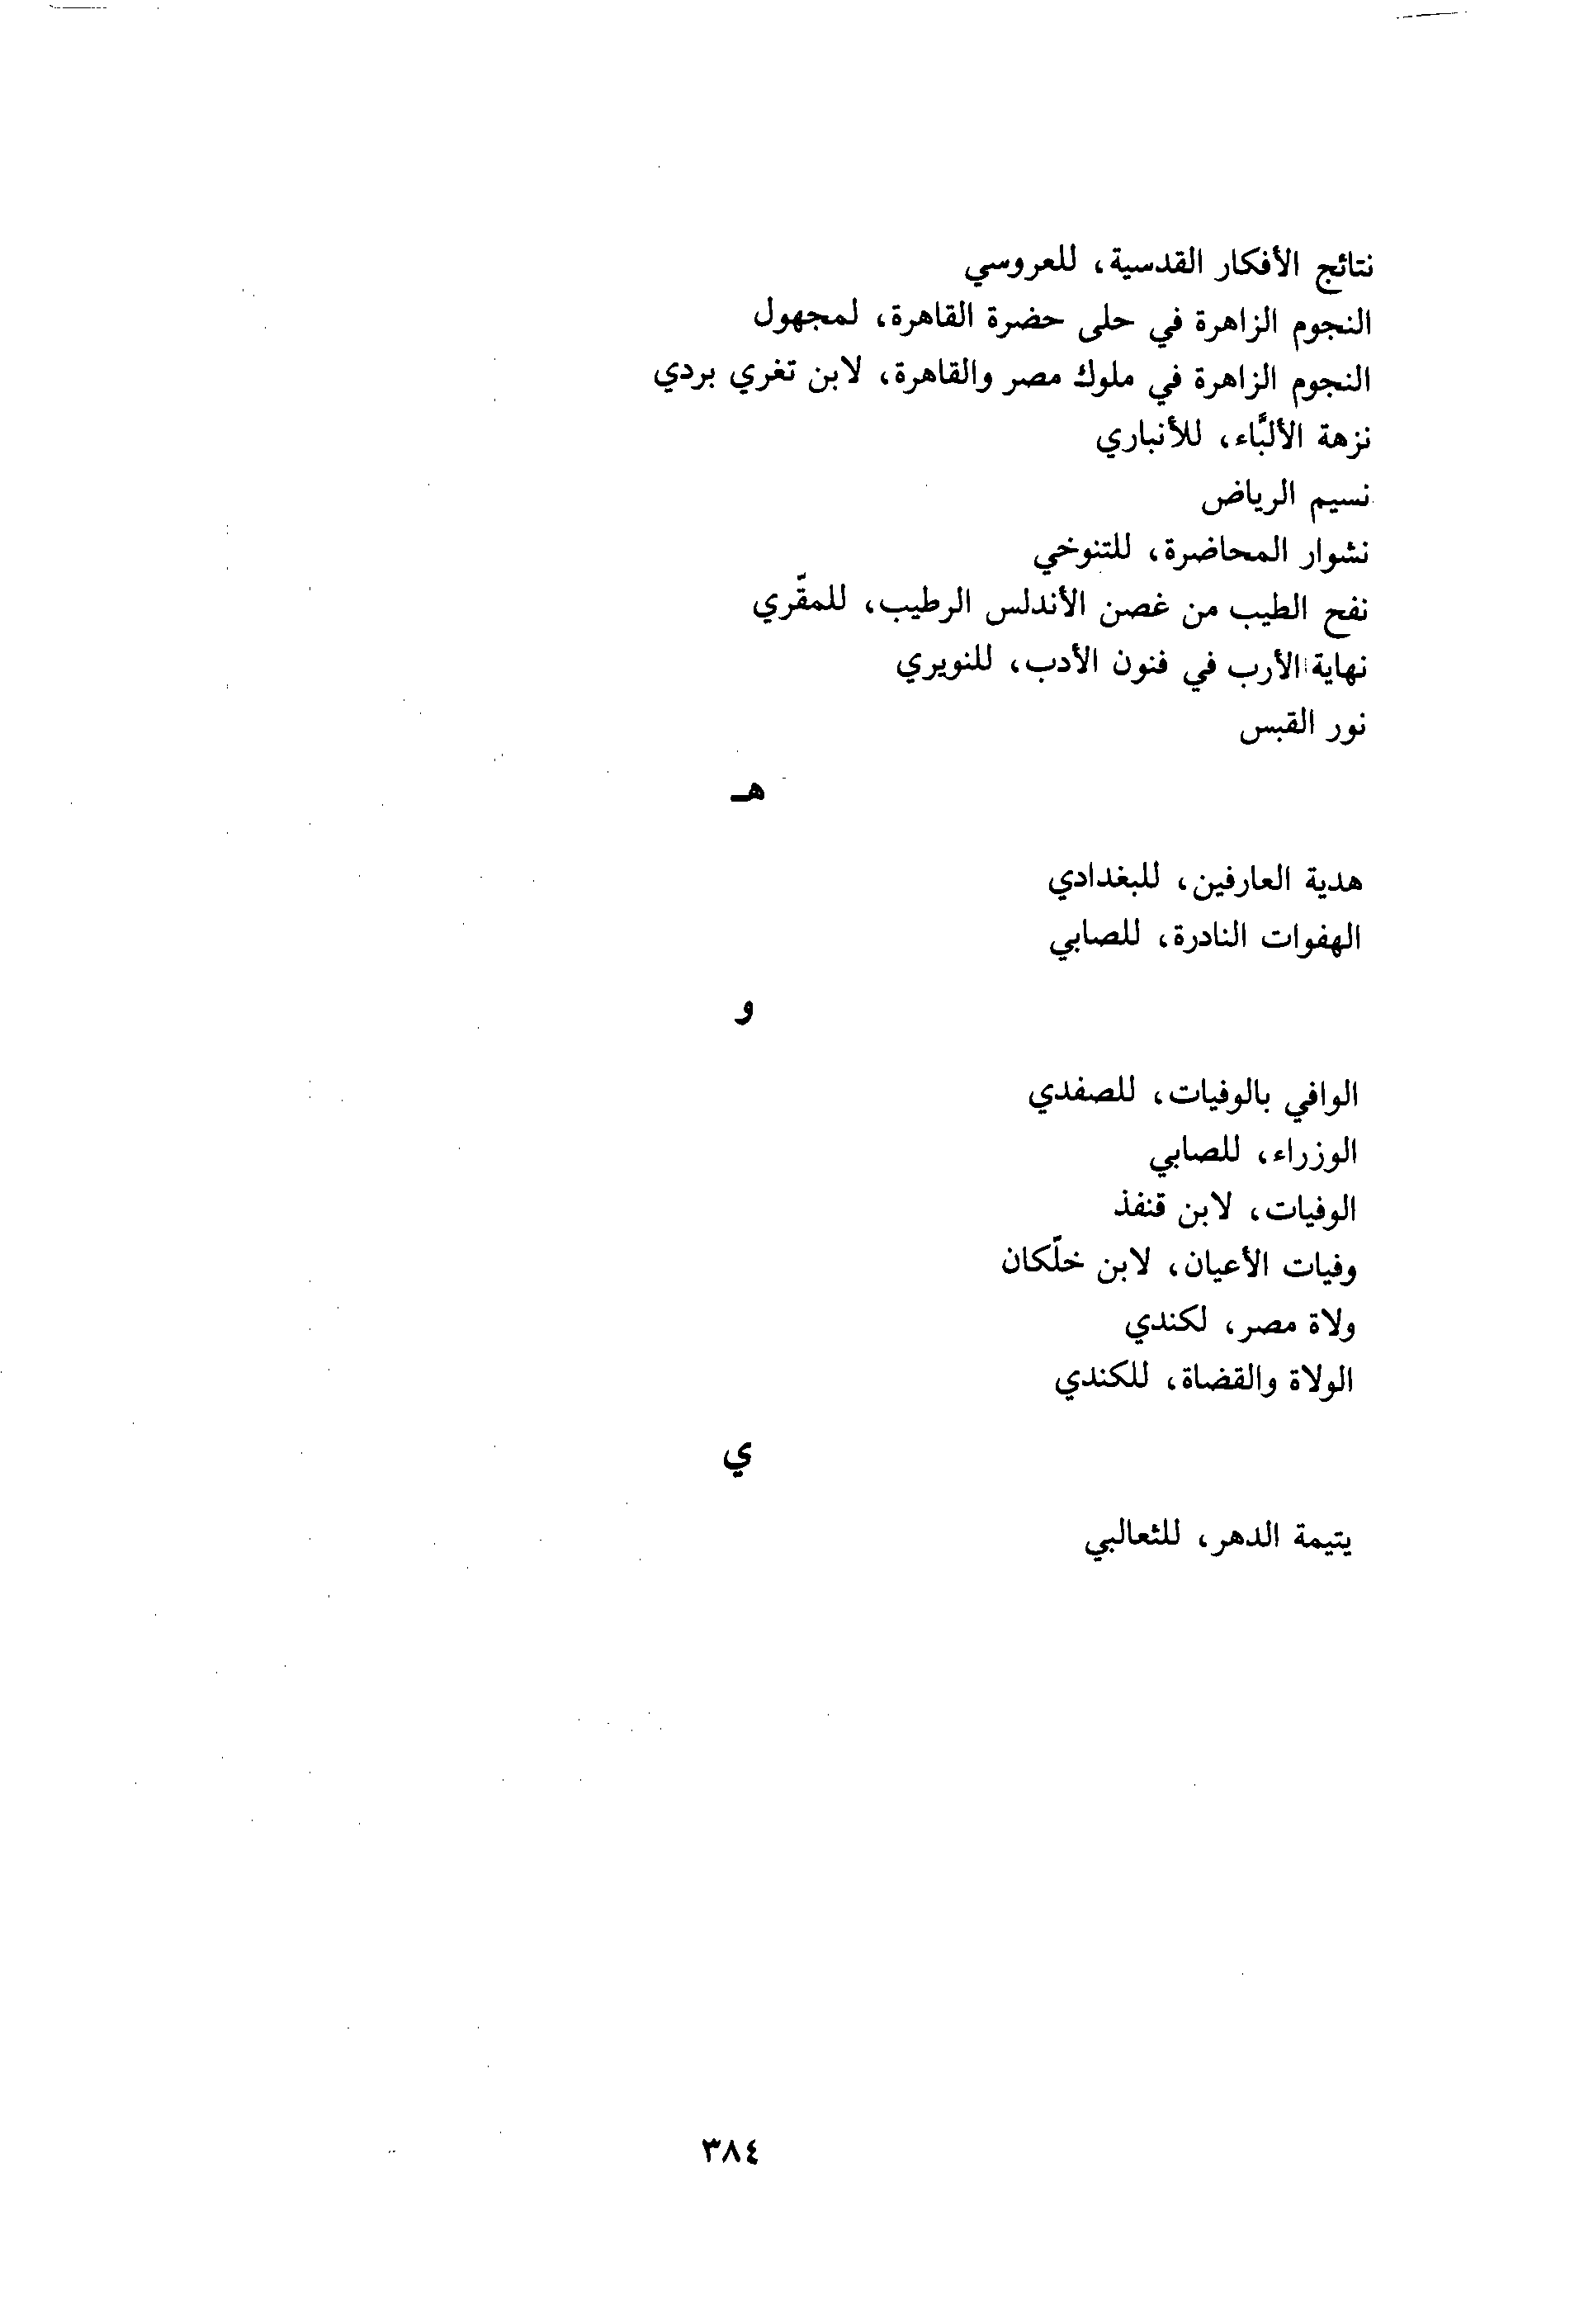 نتائج الأفكار القدسية، للعروسي
النجوم الزاهرة في حلى حضرة القاهرة، لمجهول
النجوم الزاهرة في ملوك مصر والقاهرة، لابن تغري بردي
نزهة الألبَّاء، للأنباري
نسيم الرياض
نشوار المحاضرة، للتنوخي
نفح الطيب من غصن الأندلس الرطيب، للمقّري
نهاية الأرب في فنون الأدب، للنويري
نور القبس
هـ
هدية العارفين، للبغدادي
الهفوات النادرة، للصابي
و
الوافي بالوفيات، للصفدي
الوزراء، للصابي
الوفيات، لابن قنفذ
وفيات الأعيان، لابن خلّكان
ولاة مصر، لكندي
الولاة والقضاة، للكندي
ي
يتيمة الدهر، للثعالبي
٣٨٤